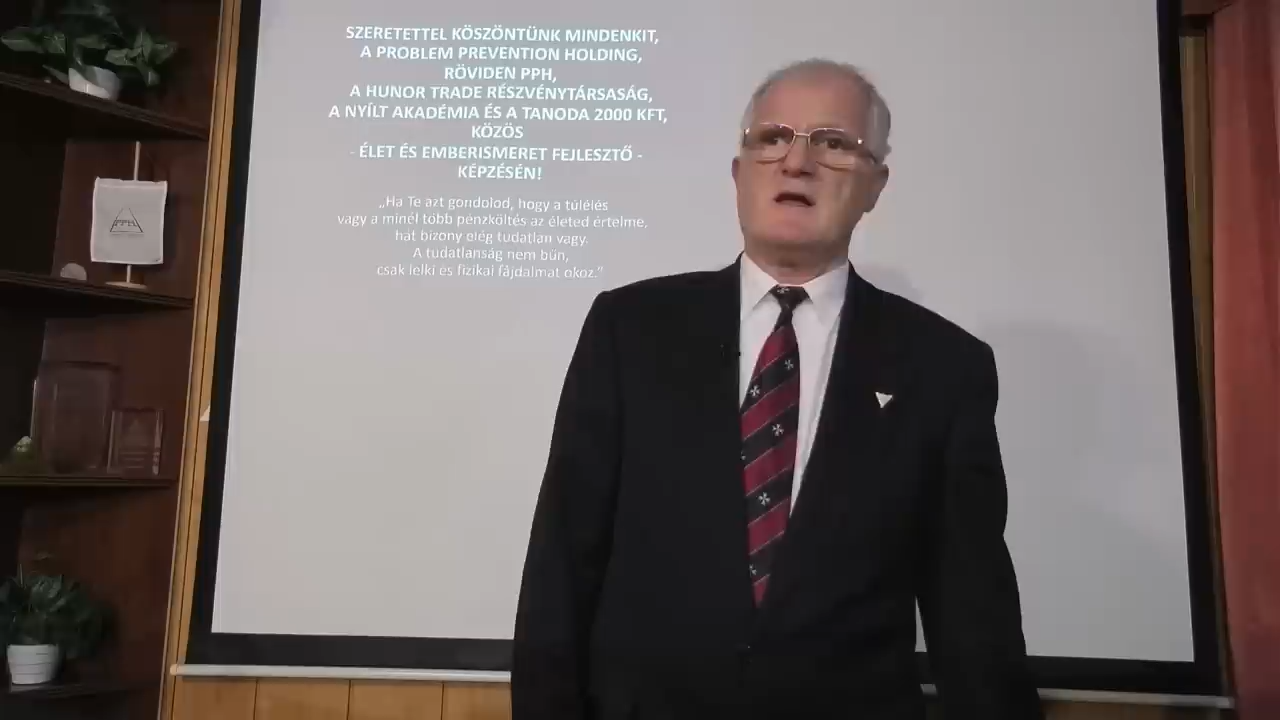 SZERETETTEL KÖSZÖNTÜNK MINDENKIT,
A PROBLEM PREVENTION HOLDING,
RÖVIDEN PPH,
A HUNOR TRADE RÉSZVÉNYTÁRSASÁG,
A NYÍLT AKADÉMIA ÉS A TANODA 2000 KFT,
KÖZÖS
- ÉLET ÉS EMBERISMERET FEJLESZTŐ -
KÉPZÉSÉN!
„Ha Te azt gondolod, hogy a túlélés
vagy a minél több pénzköltés az életed értelme,
hát bizony elég tudatlan vagy.
A tudatlanság nem bűn,
csak lelki és fizikai fájdalmat okoz."
PPH